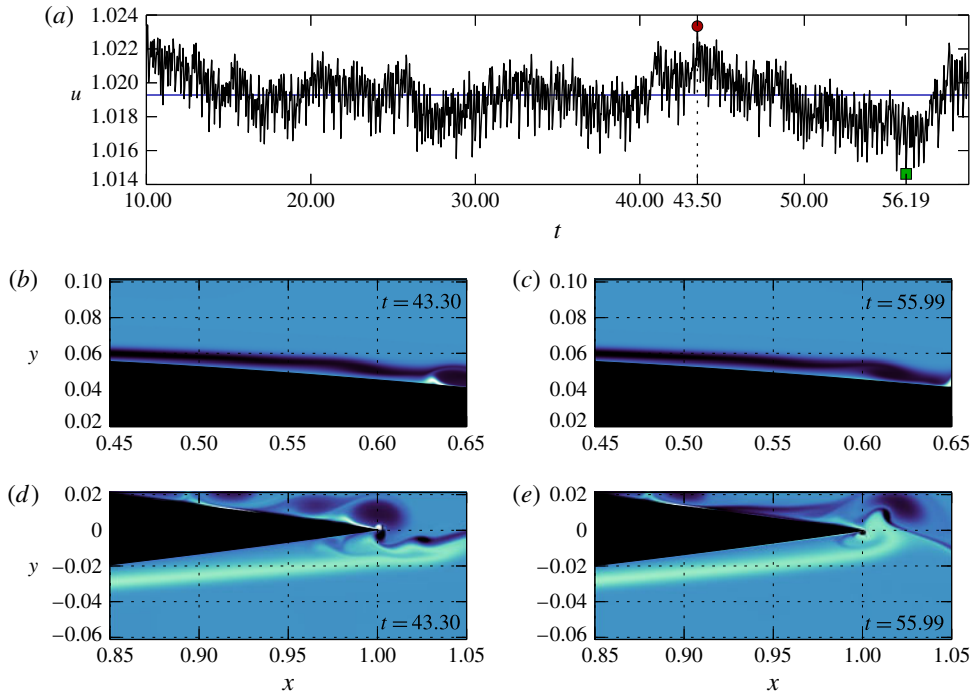 (a)
1.024
1.022
1.020
1.018
1.016
1.014
u
10.00 20.00 30.00 40.00 43.50 50.00 56.19
t
(b)
0.10
0.08
0.06
0.04
0.02
y
t = 43.30
0.45 0.50 0.55 0.60 0.65
(c)
0.10
0.08
0.06
0.04
0.02
t = 55.99
0.45 0.50 0.55 0.60 0.65
(d)
0.02
0
−0.02
−0.04
−0.06
y
t = 43.30
0.85 0.90 0.95 1.00 1.05
x
(e)
0.02
0
−0.02
−0.04
−0.06
t = 55.99
0.85 0.90 0.95 1.00 1.05
x